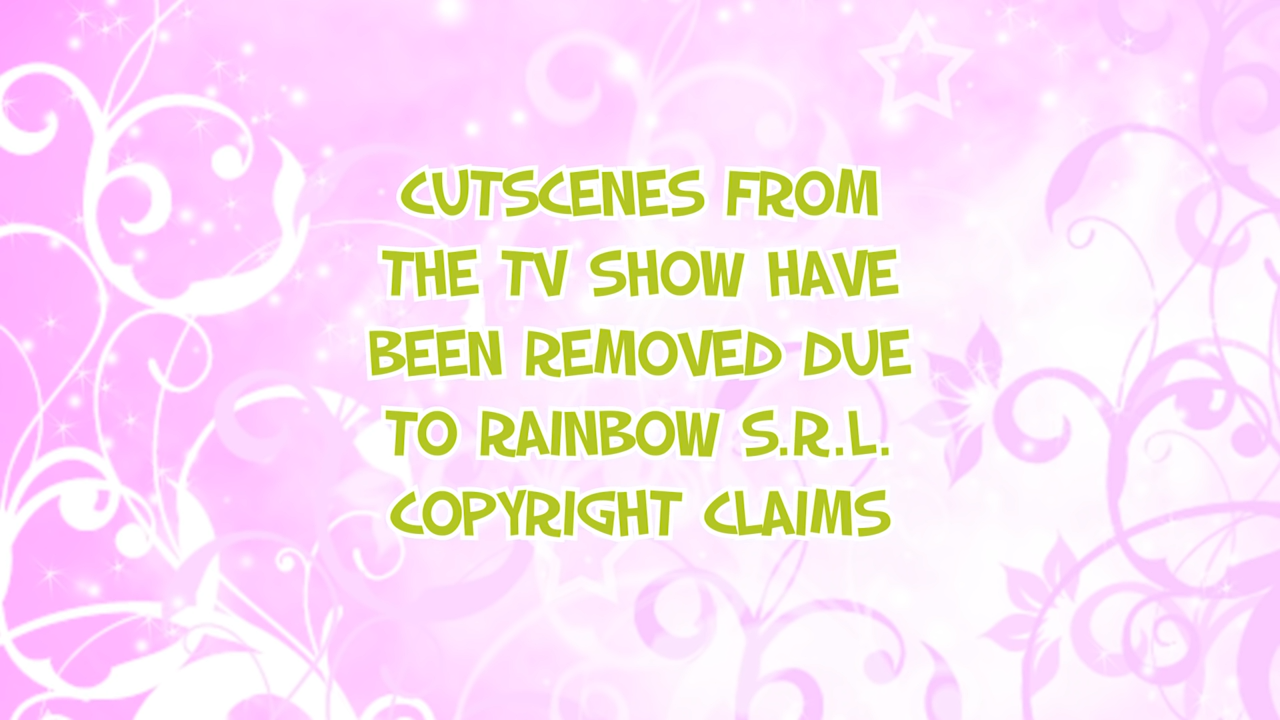 CUTSCENES FROM
THE TV SHOW HAVE
BEEN REMOVED DUE
TO RAINBOW S.R.L.
COPYRIGHT CLAIMS